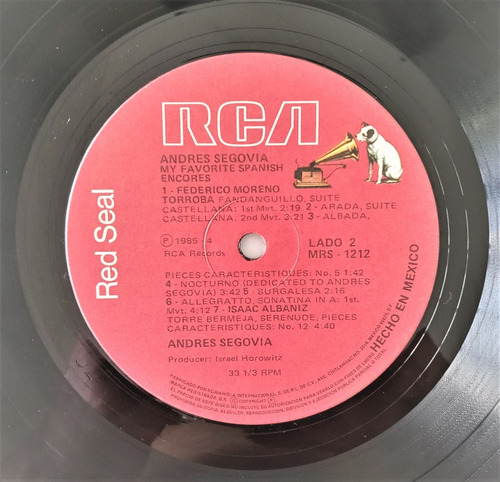 RCA
Red Seal
ANDRES SEGOVIA
MY FAVORITE SPANISH
ENCORES
1 - FEDERICO MORENO
TORROBA FANDANGUILLO, SUITE
CASTELLANA: 1st Mvt. 2:19 2 - ARADA, SUITE
CASTELLANA: 2nd Mvt. 3:21 3 - ALBADA,
Ⓟ 1985 - 4
RCA Records
LADO 2
MRS - 1212
PIECES CARACTERISTIQUES: No. 5 1:42
4 - NOCTURNO (DEDICATED TO ANDRES
SEGOVIA) 3:42 5 - BURGALESA 2:16
6 - ALLEGRATTO, SONATINA IN A: 1st.
Mvt. 4:12 7 - ISAAC ALBANIZ
TORRE BERMEJA, SERENUDE, PIECES
CARACTERISTIQUES: No. 12 4:40
ANDRES SEGOVIA
Producer: Israel Horowitz
33 1/3 RPM
HECHO EN MEXICO